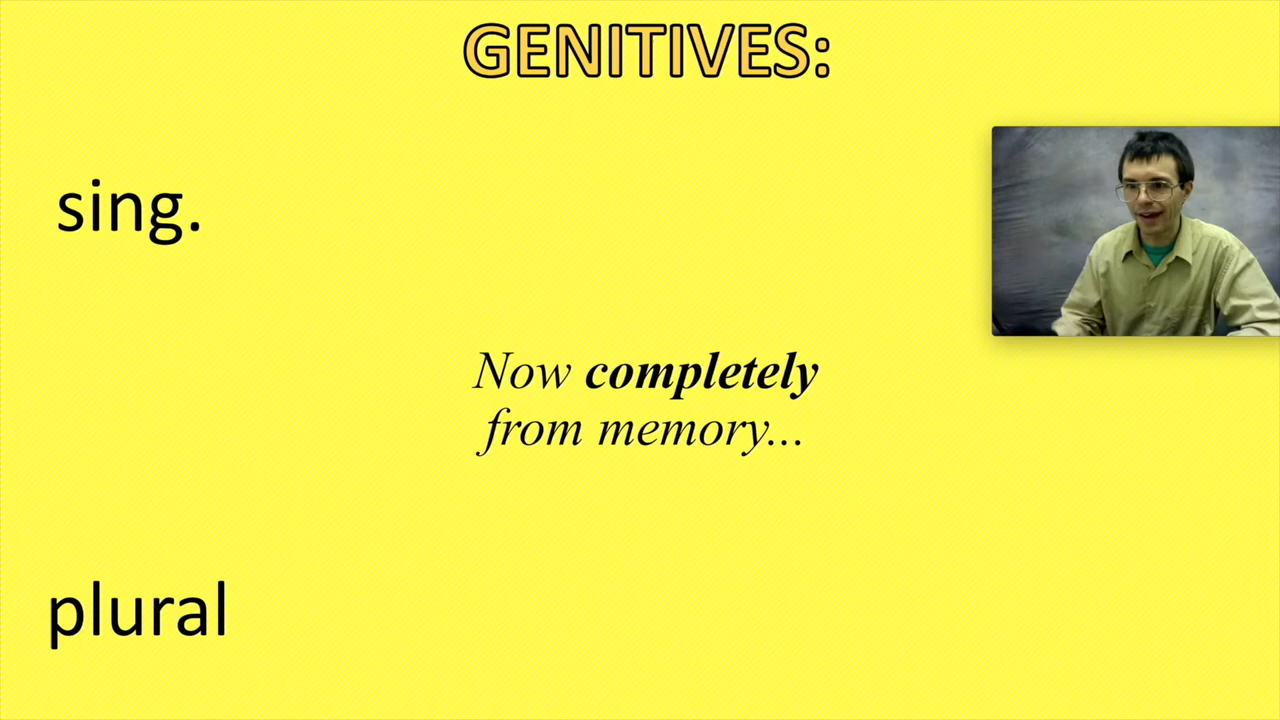 GENITIVES:
sing.
Now completely
from memory...
plural